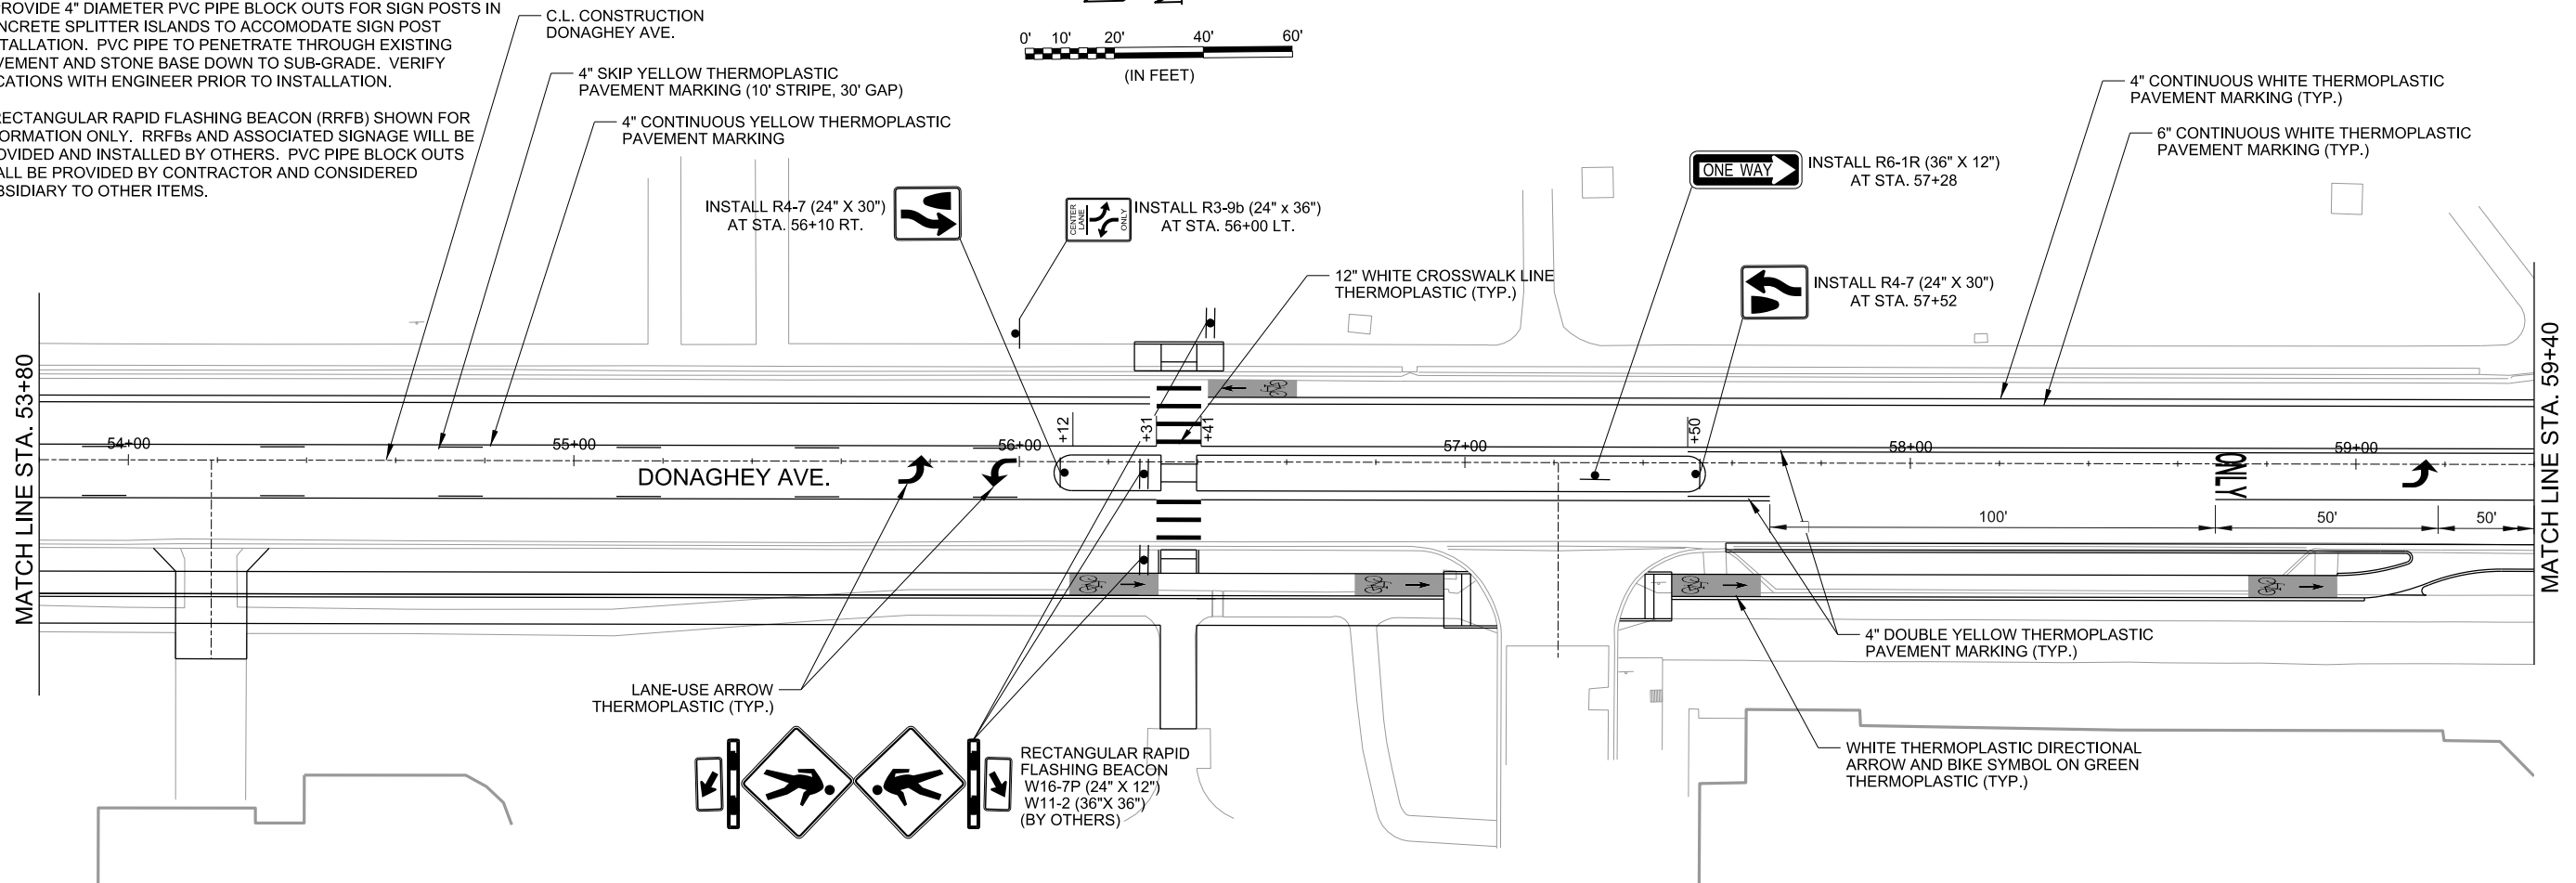 PROVIDE 4" DIAMETER PVC PIPE BLOCK OUTS FOR SIGN POSTS IN
NCRETE SPLITTER ISLANDS TO ACCOMODATE SIGN POST
TALLATION. PVC PIPE TO PENETRATE THROUGH EXISTING
VEMENT AND STONE BASE DOWN TO SUB-GRADE. VERIFY
CATIONS WITH ENGINEER PRIOR TO INSTALLATION.
RECTANGULAR RAPID FLASHING BEACON (RRFB) SHOWN FOR
FORMATION ONLY. RRFBs AND ASSOCIATED SIGNAGE WILL BE
OVIDED AND INSTALLED BY OTHERS. PVC PIPE BLOCK OUTS
ALL BE PROVIDED BY CONTRACTOR AND CONSIDERED
BSIDIARY TO OTHER ITEMS.
C.L. CONSTRUCTION
DONAGHEY AVE.
4" SKIP YELLOW THERMOPLASTIC
PAVEMENT MARKING (10' STRIPE, 30' GAP)
4" CONTINUOUS YELLOW THERMOPLASTIC
PAVEMENT MARKING
0' 10' 20' 40' 60'
(IN FEET)
4" CONTINUOUS WHITE THERMOPLASTIC
PAVEMENT MARKING (TYP.)
6" CONTINUOUS WHITE THERMOPLASTIC
PAVEMENT MARKING (TYP.)
INSTALL R4-7 (24" X 30")
AT STA. 56+10 RT.
CENTER
LANE
ONLY
INSTALL R3-9b (24" x 36")
AT STA. 56+00 LT.
ONE WAY
INSTALL R6-1R (36" X 12")
AT STA. 57+28
12" WHITE CROSSWALK LINE
THERMOPLASTIC (TYP.)
INSTALL R4-7 (24" X 30")
AT STA. 57+52
MATCH LINE STA. 53+80
MATCH LINE STA. 59+40
+12
+31
+41
+50
54+00 55+00 56+00 57+00 58+00 59+00
DONAGHEY AVE.
ONLY
100' 50' 50'
4" DOUBLE YELLOW THERMOPLASTIC
PAVEMENT MARKING (TYP.)
LANE-USE ARROW
THERMOPLASTIC (TYP.)
RECTANGULAR RAPID
FLASHING BEACON
W16-7P (24" X 12")
W11-2 (36"X 36")
(BY OTHERS)
WHITE THERMOPLASTIC DIRECTIONAL
ARROW AND BIKE SYMBOL ON GREEN
THERMOPLASTIC (TYP.)